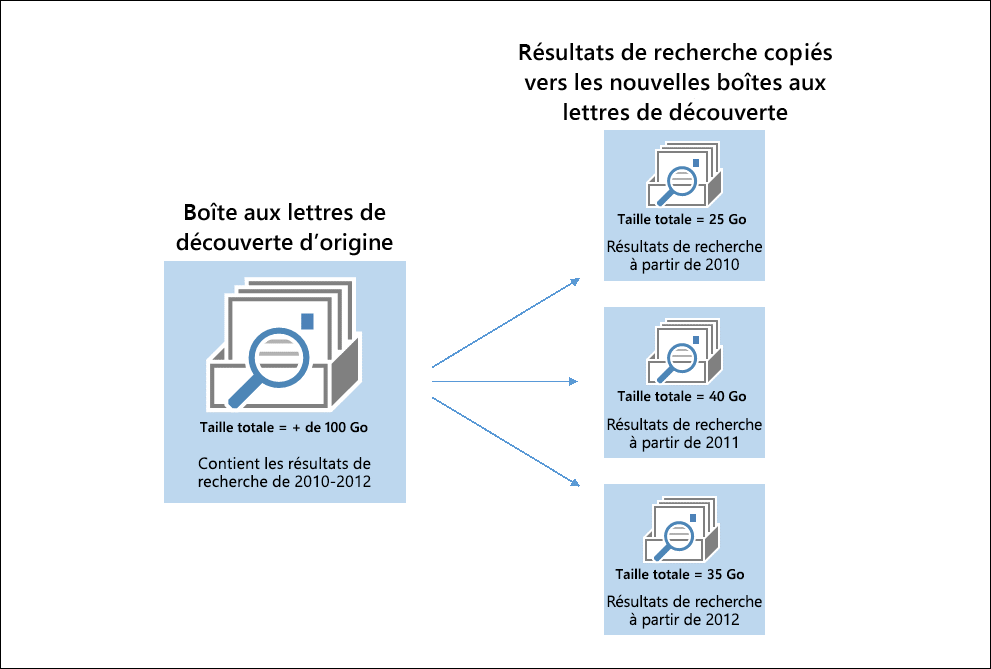 Résultats de recherche copiés
vers les nouvelles boîtes aux
lettres de découverte
Boîte aux lettres de
découverte d’origine
Taille totale = + de 100 Go
Contient les résultats de
recherche de 2010-2012
Taille totale = 25 Go
Résultats de recherche
à partir de 2010
Taille totale = 40 Go
Résultats de recherche
à partir de 2011
Taille totale = 35 Go
Résultats de recherche
à partir de 2012